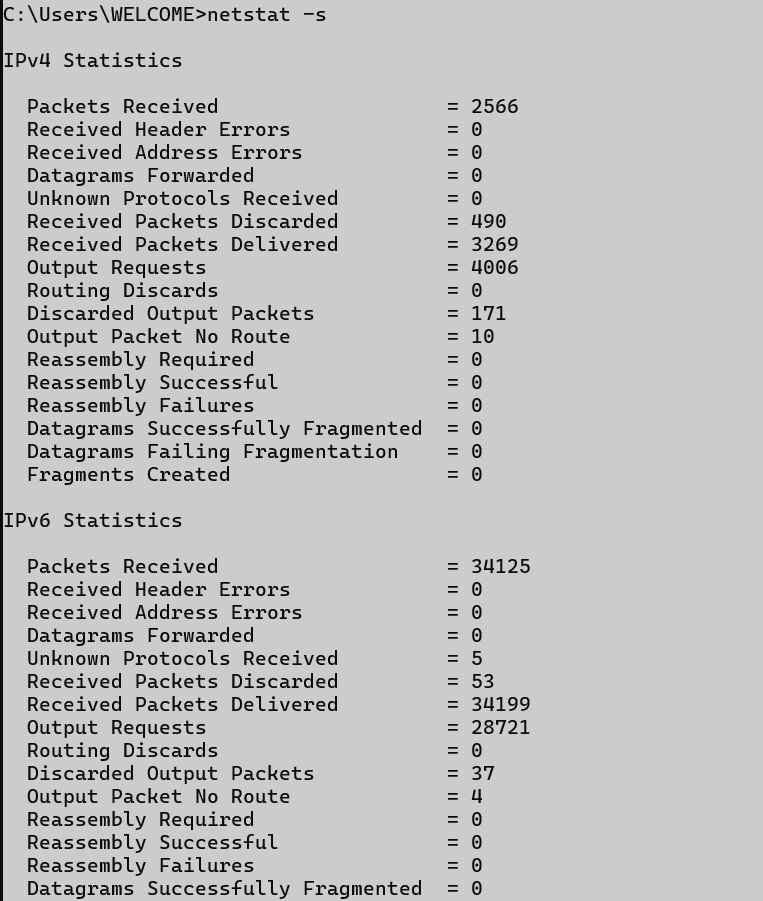 C:\Users\WELCOME>netstat -s
IPv4 Statistics
Packets Received = 2566
Received Header Errors = 0
Received Address Errors = 0
Datagrams Forwarded = 0
Unknown Protocols Received = 0
Received Packets Discarded = 490
Received Packets Delivered = 3269
Output Requests = 4006
Routing Discards = 0
Discarded Output Packets = 171
Output Packet No Route = 10
Reassembly Required = 0
Reassembly Successful = 0
Reassembly Failures = 0
Datagrams Successfully Fragmented = 0
Datagrams Failing Fragmentation = 0
Fragments Created = 0
IPv6 Statistics
Packets Received = 34125
Received Header Errors = 0
Received Address Errors = 0
Datagrams Forwarded = 0
Unknown Protocols Received = 5
Received Packets Discarded = 53
Received Packets Delivered = 34199
Output Requests = 28721
Routing Discards = 0
Discarded Output Packets = 37
Output Packet No Route = 4
Reassembly Required = 0
Reassembly Successful = 0
Reassembly Failures = 0
Datagrams Successfully Fragmented = 0